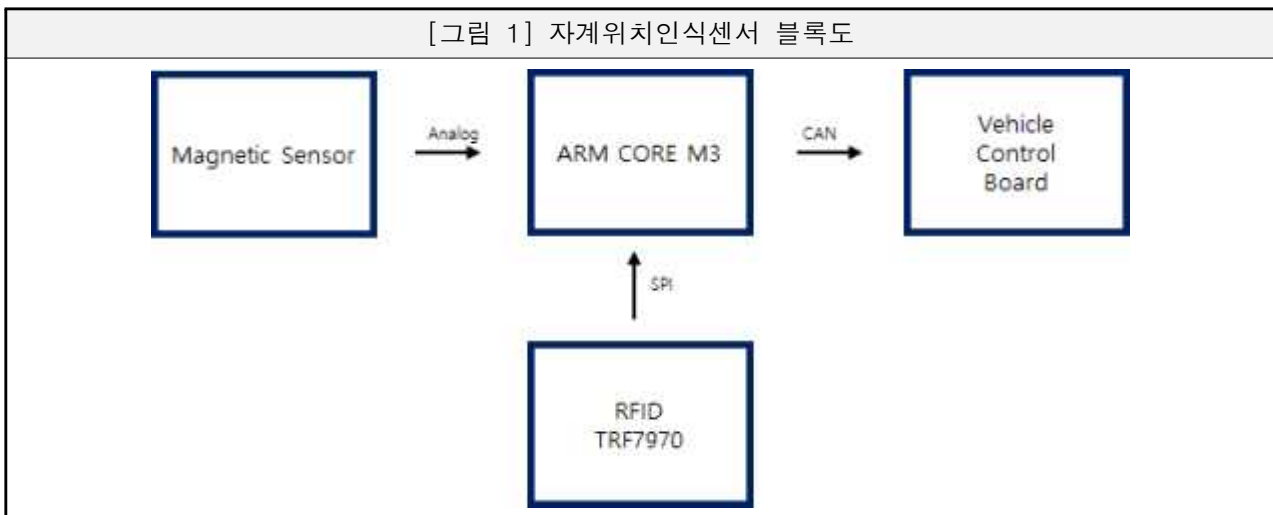 [그림 1] 자계위치인식센서 블록도
Magnetic Sensor
Analog
ARM CORE M3
CAN
Vehicle
Control
Board
SPI
RFID
TRF7970